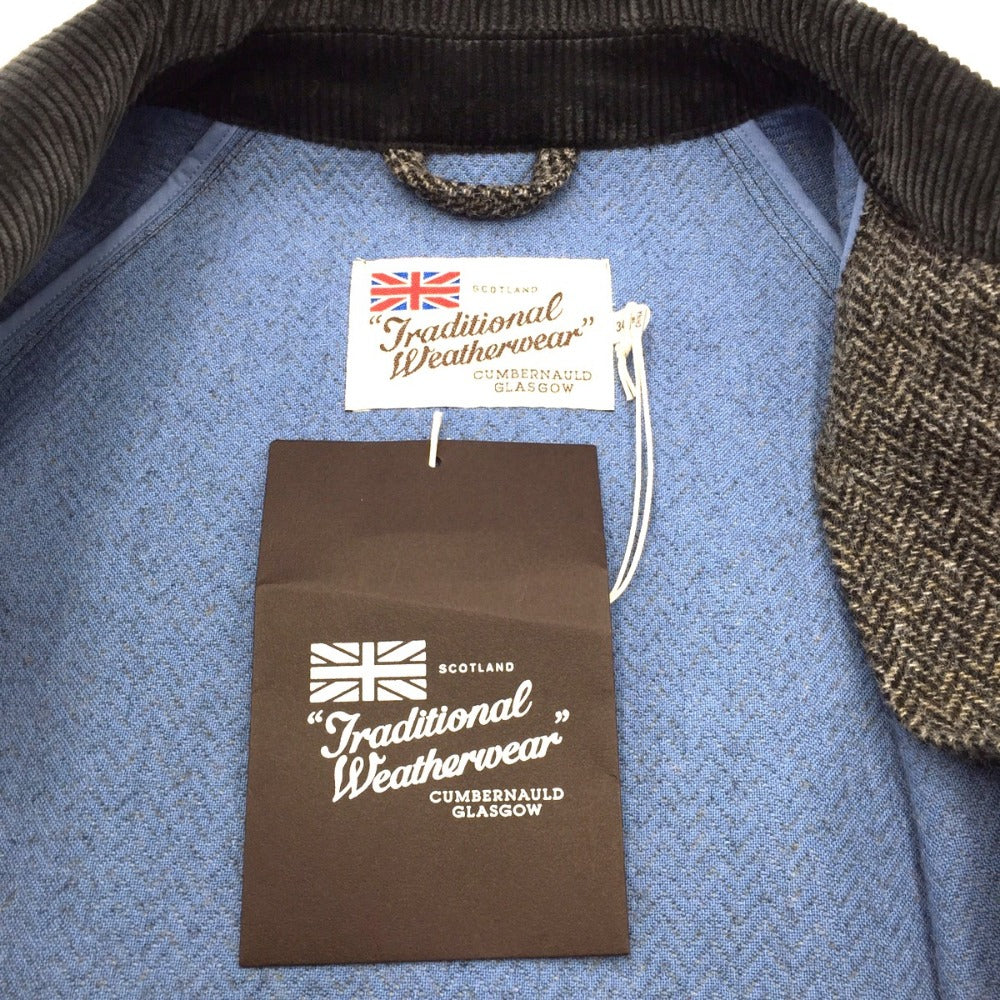 SCOTLAND
"Traditional
Weatherwear"
CUMBERNAULD
GLASGOW
SCOTLAND
"Traditional
Weatherwear"
CUMBERNAULD
GLASGOW